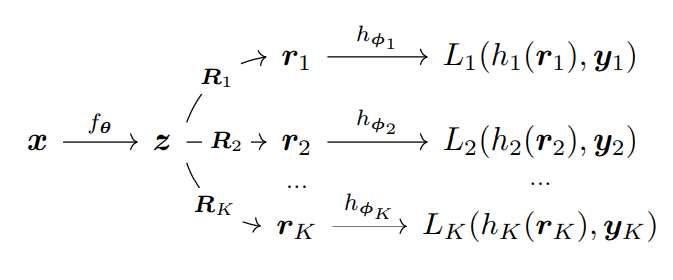 h_{ϕ_1}
R_1 r_1 L_1(h_1(r_1), y_1)
f_θ h_{ϕ_2}
x z R_2 r_2 L_2(h_2(r_2), y_2)
... ...
R_K h_{ϕ_K}
r_K L_K(h_K(r_K), y_K)